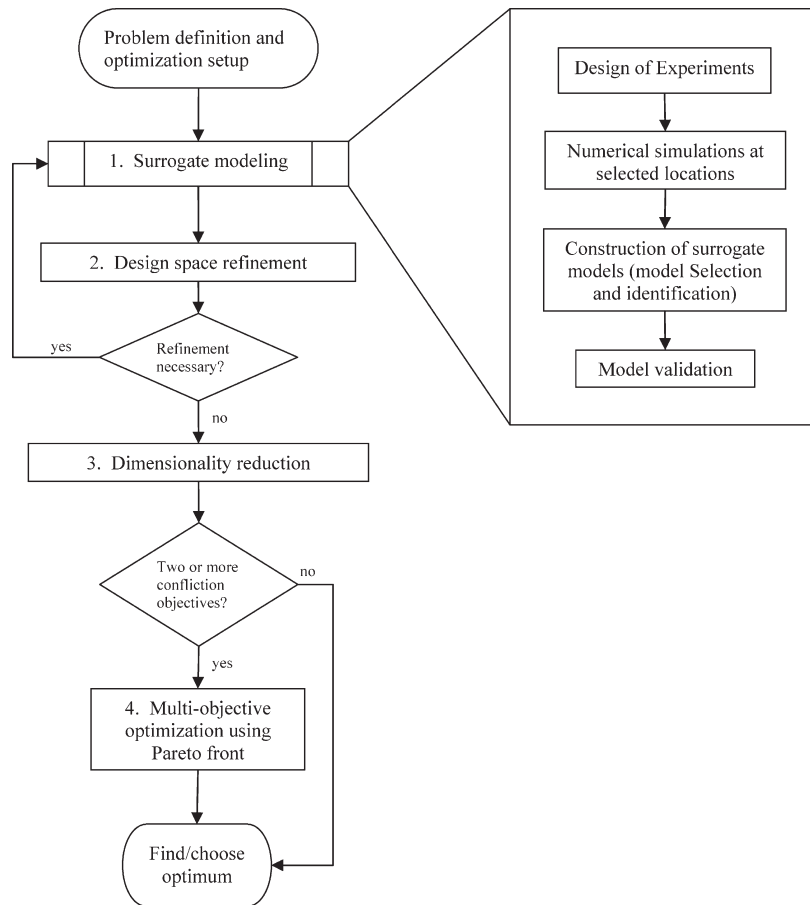 Problem definition and
optimization setup
1. Surrogate modeling
2. Design space refinement
yes
Refinement
necessary?
no
3. Dimensionality reduction
Two or more
confliction
objectives?
no
yes
4. Multi-objective
optimization using
Pareto front
Find/choose
optimum
Design of Experiments
Numerical simulations at
selected locations
Construction of surrogate
models (model Selection
and identification)
Model validation